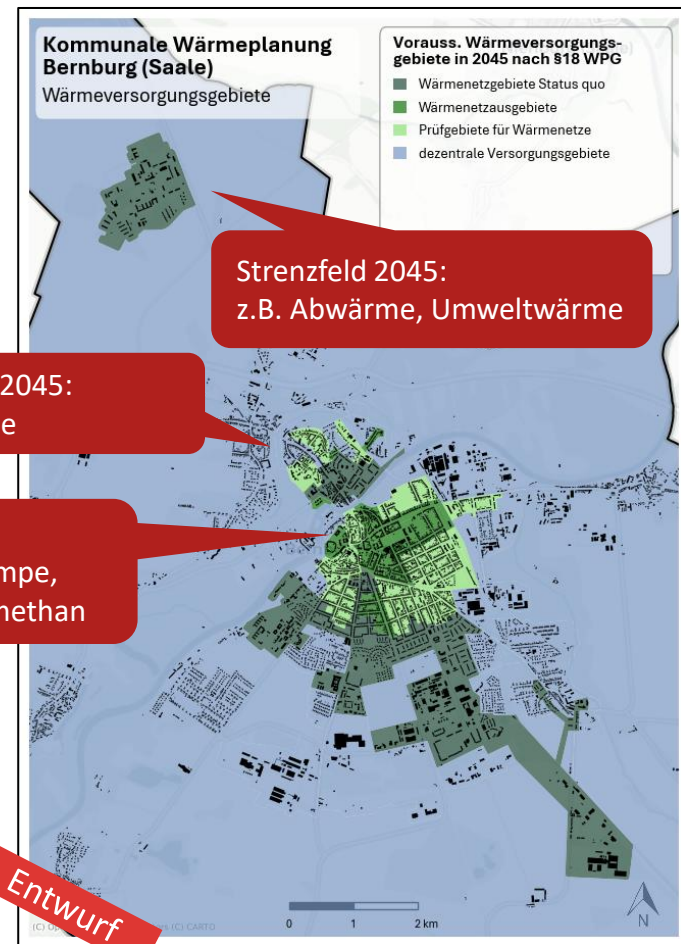 Kommunale Wärmeplanung
Bernburg (Saale)
Wärmeversorgungsgebiete
Vorauss. Wärmeversorgungs-
gebiete in 2045 nach §18 WPG
Wärmenetzgebiete Status quo
Wärmenetzausgebiete
Prüfgebiete für Wärmenetze
dezentrale Versorgungsgebiete
Strenzfeld 2045:
z.B. Abwärme, Umweltwärme
2045:
e
mpe,
methan
Entwurf
(C) CARTO
0 1 2 km
N